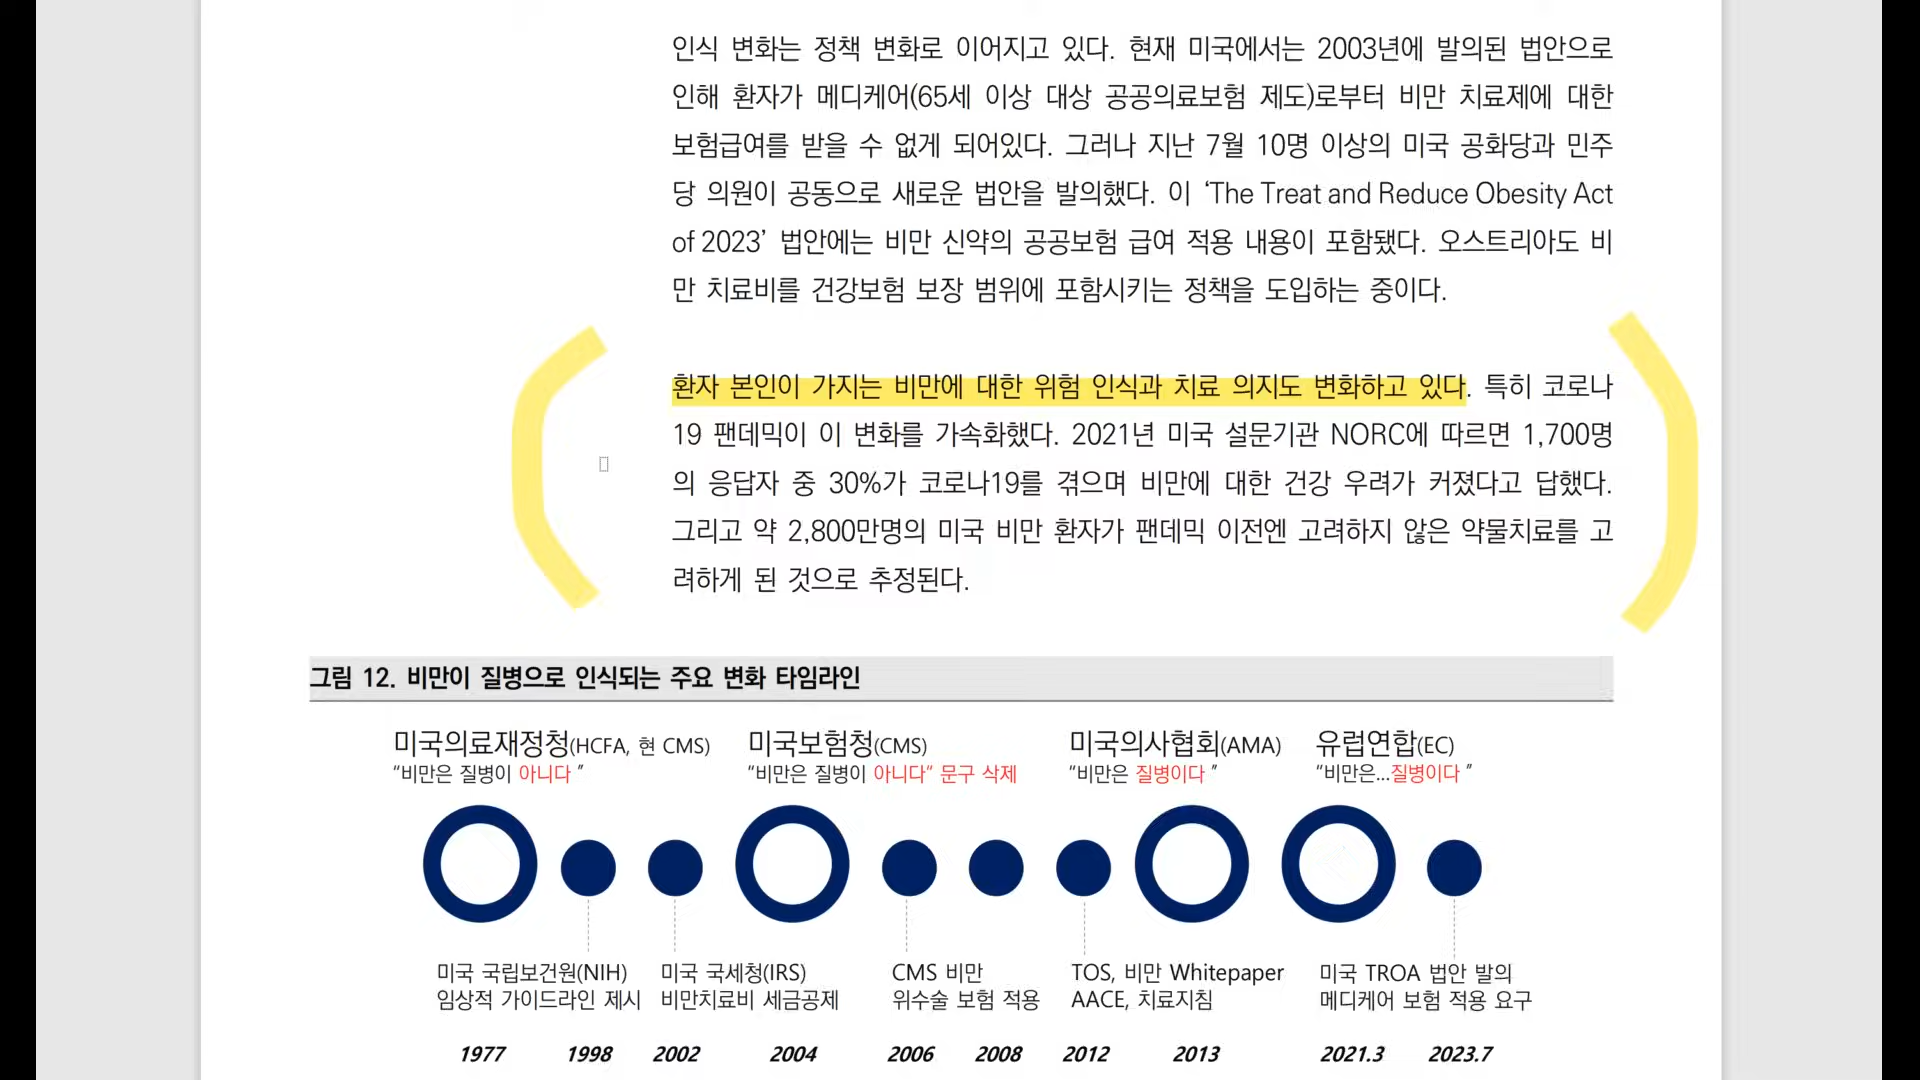 인식 변화는 정책 변화로 이어지고 있다. 현재 미국에서는 2003년에 발의된 법안으로
인해 환자가 메디케어(65세 이상 대상 공공의료보험 제도)로부터 비만 치료제에 대한
보험급여를 받을 수 없게 되어있다. 그러나 지난 7월 10명 이상의 미국 공화당과 민주
당 의원이 공동으로 새로운 법안을 발의했다. 이 ‘The Treat and Reduce Obesity Act
of 2023’ 법안에는 비만 신약의 공공보험 급여 적용 내용이 포함됐다. 오스트리아도 비
만 치료비를 건강보험 보장 범위에 포함시키는 정책을 도입하는 중이다.
환자 본인이 가지는 비만에 대한 위험 인식과 치료 의지도 변화하고 있다. 특히 코로나
19 팬데믹이 이 변화를 가속화했다. 2021년 미국 설문기관 NORC에 따르면 1,700명
의 응답자 중 30%가 코로나19를 겪으며 비만에 대한 건강 우려가 커졌다고 답했다.
그리고 약 2,800만명의 미국 비만 환자가 팬데믹 이전엔 고려하지 않은 약물치료를 고
려하게 된 것으로 추정된다.
그림 12. 비만이 질병으로 인식되는 주요 변화 타임라인
미국의료재정청(HCFA, 현 CMS) 미국보험청(CMS) 미국의사협회(AMA) 유럽연합(EC)
“비만은 질병이 아니다 ” “비만은 질병이 아니다“ 문구 삭제 “비만은 질병이다 ” “비만은...질병이다 ”
미국 국립보건원(NIH) 미국 국세청(IRS) CMS 비만 TOS, 비만 Whitepaper 미국 TROA 법안 발의
임상적 가이드라인 제시 비만치료비 세금공제 위수술 보험 적용 AACE, 치료지침 메디케어 보험 적용 요구
1977 1998 2002 2004 2006 2008 2012 2013 2021.3 2023.7